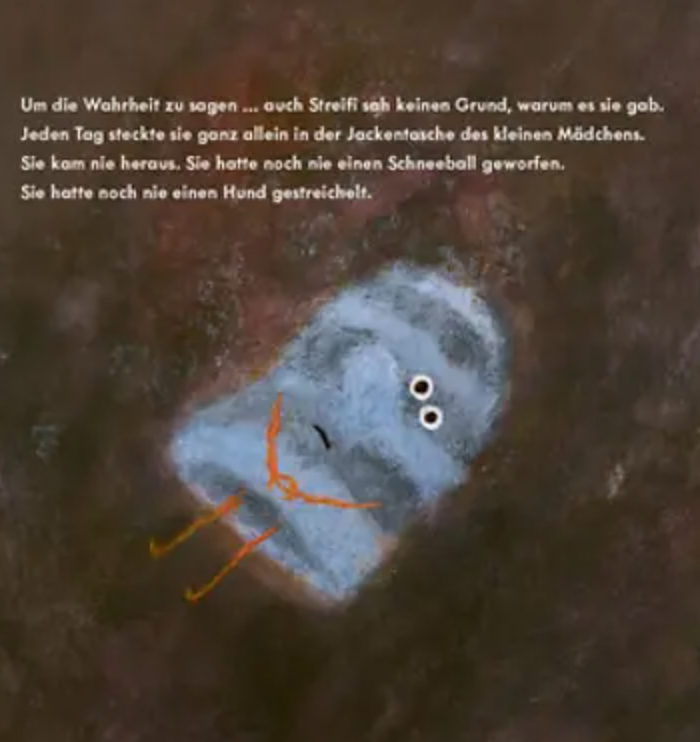 Um die Wahrheit zu sagen ... auch Streifi sah keinen Grund, warum es sie gab.
Jeden Tag steckte sie ganz allein in der Jackentasche des kleinen Mädchens.
Sie kam nie heraus. Sie hatte noch nie einen Schneeball geworfen.
Sie hatte noch nie einen Hund gestreichelt.